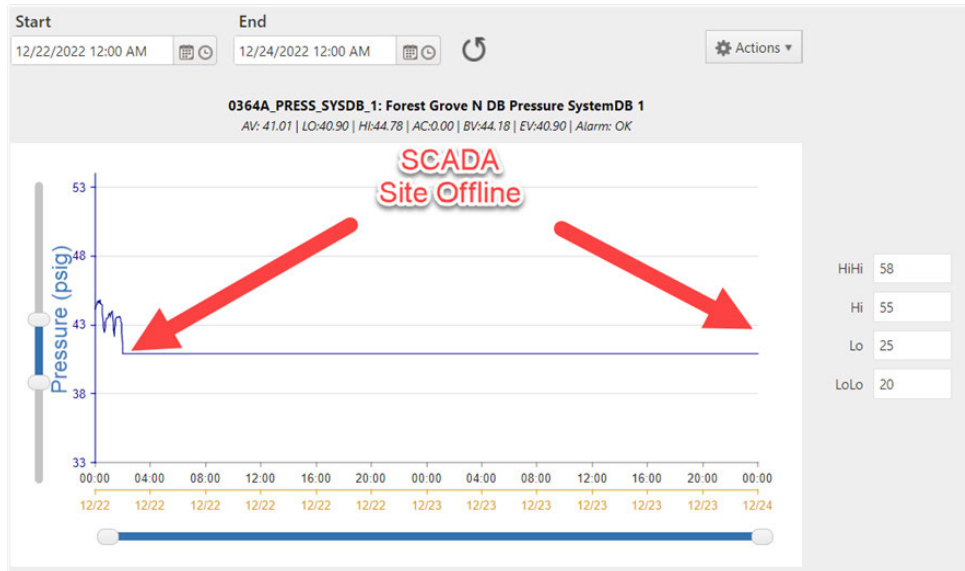 Start End
12/22/2022 12:00 AM 12/24/2022 12:00 AM Actions
0364A_PRESS_SYSDB_1: Forest Grove N DB Pressure SystemDB 1
AV: 41.01 | LO:40.90 | HI:44.78 | AC:0.00 | BV:44.18 | EV:40.90 | Alarm: OK
SCADA
Site Offline
Pressure (psig)
53
48
43
38
33
00:00 04:00 08:00 12:00 16:00 20:00 00:00 04:00 08:00 12:00 16:00 20:00 00:00
12/22 12/22 12/22 12/22 12/22 12/22 12/23 12/23 12/23 12/23 12/23 12/23 12/24
HiHi 58
Hi 55
Lo 25
LoLo 20